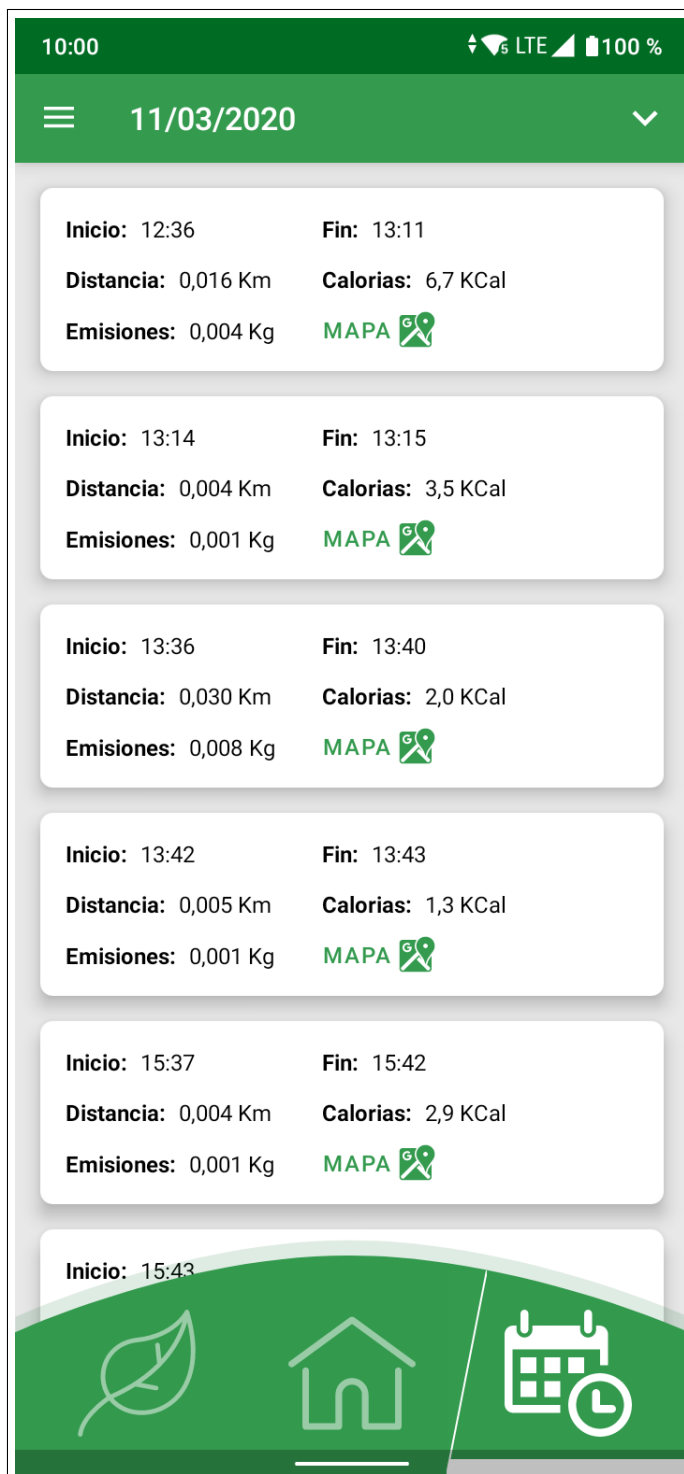 10:00 5 LTE 100 %
11/03/2020
Inicio: 12:36 Fin: 13:11
Distancia: 0,016 Km Calorias: 6,7 KCal
Emisiones: 0,004 Kg MAPA G
Inicio: 13:14 Fin: 13:15
Distancia: 0,004 Km Calorias: 3,5 KCal
Emisiones: 0,001 Kg MAPA G
Inicio: 13:36 Fin: 13:40
Distancia: 0,030 Km Calorias: 2,0 KCal
Emisiones: 0,008 Kg MAPA G
Inicio: 13:42 Fin: 13:43
Distancia: 0,005 Km Calorias: 1,3 KCal
Emisiones: 0,001 Kg MAPA G
Inicio: 15:37 Fin: 15:42
Distancia: 0,004 Km Calorias: 2,9 KCal
Emisiones: 0,001 Kg MAPA G
Inicio: 15:43